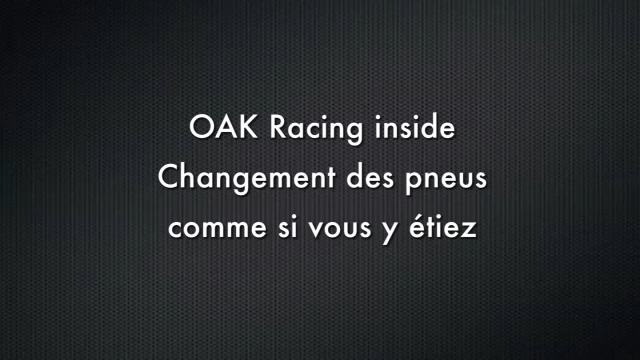 OAK Racing inside
Changement des pneus
comme si vous y étiez